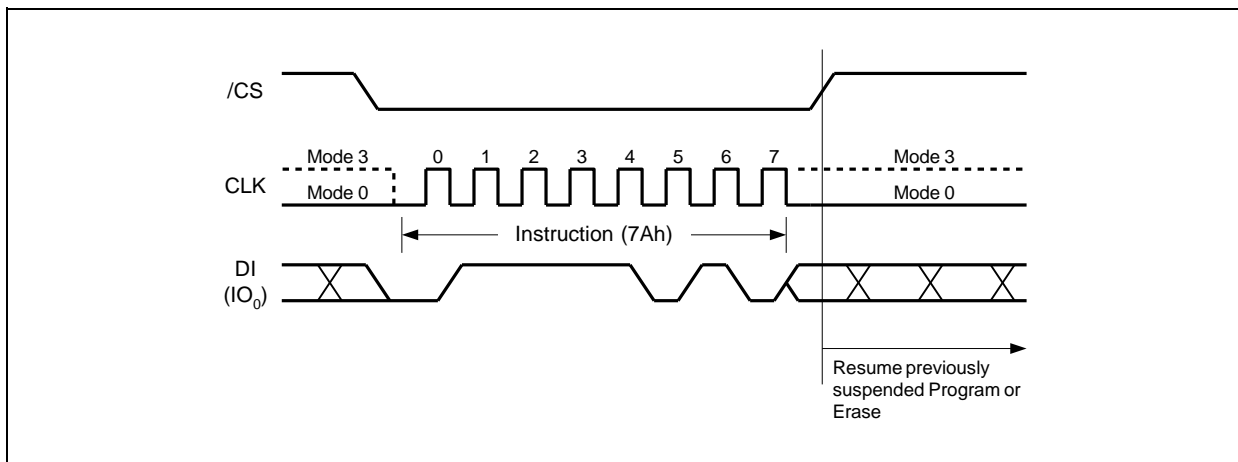 /CS
Mode 3 0 1 2 3 4 5 6 7 Mode 3
CLK
Mode 0 Mode 0
Instruction (7Ah)
DI
(IO₀)
Resume previously
suspended Program or
Erase